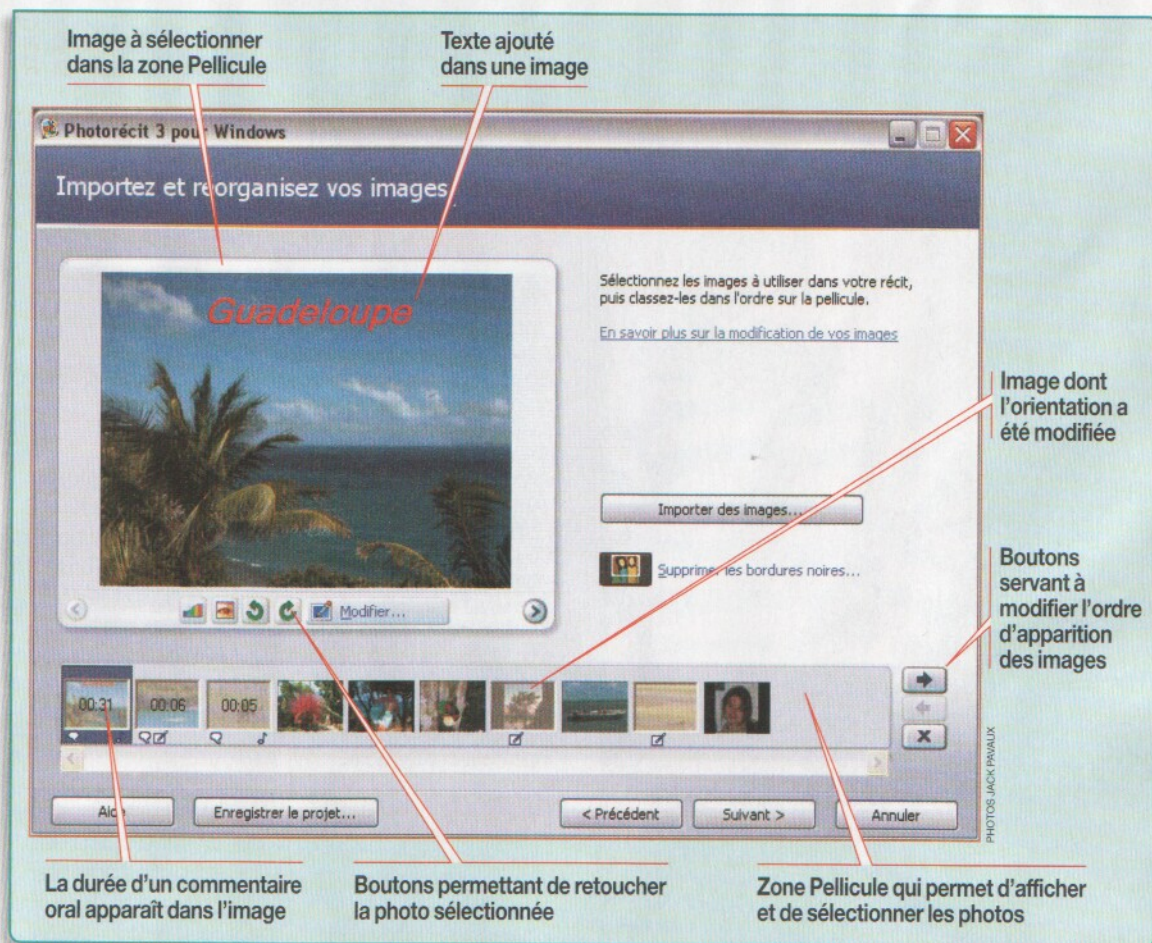 Image à sélectionner
dans la zone Pellicule
Texte ajouté
dans une image
Photorécit 3 pour Windows
Importez et réorganisez vos images
Guadeloupe
Sélectionnez les images à utiliser dans votre récit,
puis classez-les dans l'ordre sur la pellicule.
En savoir plus sur la modification de vos images
Image dont
l'orientation a
été modifiée
Importer des images...
Supprimer les bordures noires...
Boutons
servant à
modifier l'ordre
d'apparition
des images
Modifier...
00:31
00:06
00:05
PHOTOS JACK PAVAUX
Aide
Enregistrer le projet...
< Précédent
Suivant >
Annuler
La durée d'un commentaire
oral apparaît dans l'image
Boutons permettant de retoucher
la photo sélectionnée
Zone Pellicule qui permet d'afficher
et de sélectionner les photos